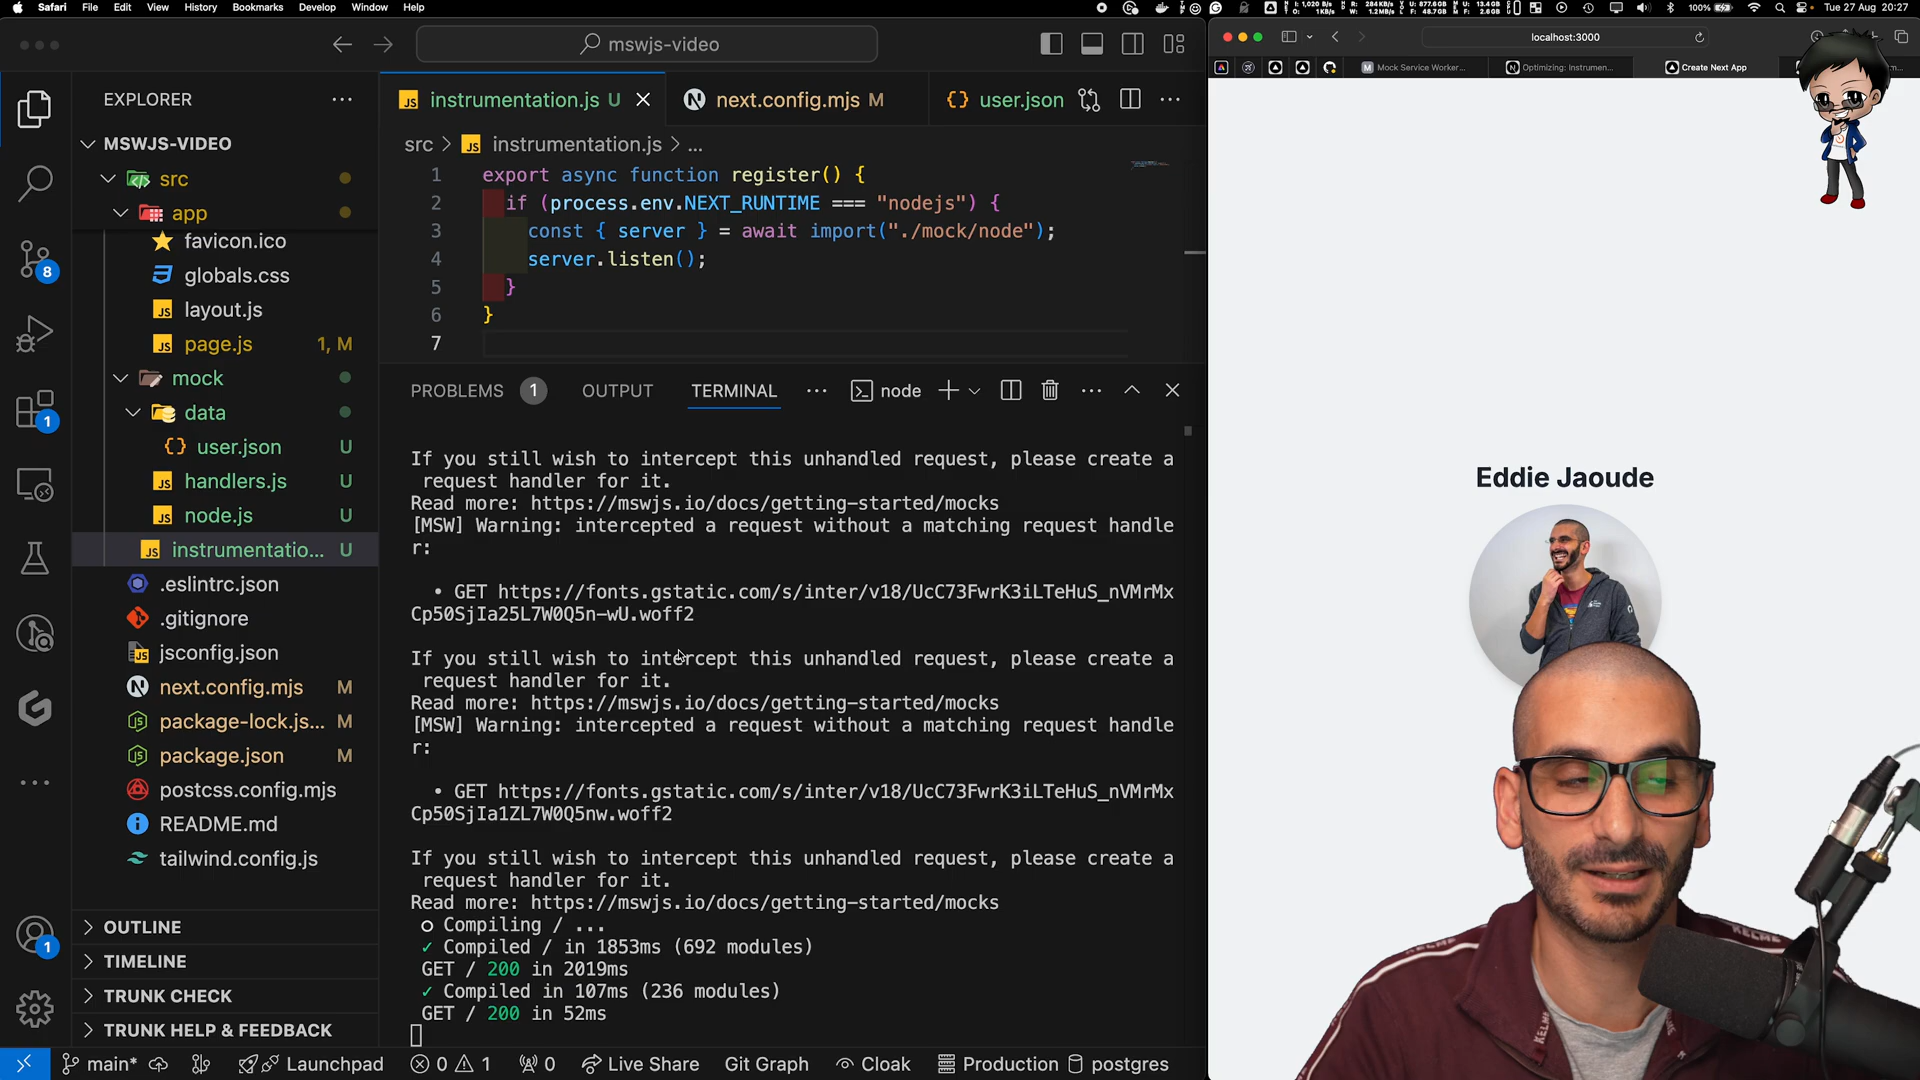 Safari File Edit View History Bookmarks Develop Window Help
100% Tue 27 Aug 20:27
mswjs-video
localhost:3000
Mock Service Worker...
Optimizing: Instrumen...
Create Next App
EXPLORER
MSWJS-VIDEO
src
app
favicon.ico
globals.css
layout.js
page.js 1, M
mock
data
user.json U
handlers.js U
node.js U
instrumentatio... U
.eslintrc.json
.gitignore
jsconfig.json
next.config.mjs M
package-lock.js... M
package.json M
postcss.config.mjs
README.md
tailwind.config.js
OUTLINE
TIMELINE
TRUNK CHECK
TRUNK HELP & FEEDBACK
8
1
1
instrumentation.js U
next.config.mjs M
user.json
src > instrumentation.js > ...
1 export async function register() {
2 if (process.env.NEXT_RUNTIME === "nodejs") {
3 const { server } = await import("./mock/node");
4 server.listen();
5 }
6 }
7
PROBLEMS 1 OUTPUT TERMINAL node
If you still wish to intercept this unhandled request, please create a
request handler for it.
Read more: https://mswjs.io/docs/getting-started/mocks
[MSW] Warning: intercepted a request without a matching request handle
r:
• GET https://fonts.gstatic.com/s/inter/v18/UcC73FwrK3iLTeHuS_nVMrMx
Cp50SjIa25L7W0Q5n-wU.woff2
If you still wish to intercept this unhandled request, please create a
request handler for it.
Read more: https://mswjs.io/docs/getting-started/mocks
[MSW] Warning: intercepted a request without a matching request handle
r:
• GET https://fonts.gstatic.com/s/inter/v18/UcC73FwrK3iLTeHuS_nVMrMx
Cp50SjIa1ZL7W0Q5nw.woff2
If you still wish to intercept this unhandled request, please create a
request handler for it.
Read more: https://mswjs.io/docs/getting-started/mocks
○ Compiling / ...
✓ Compiled / in 1853ms (692 modules)
GET / 200 in 2019ms
✓ Compiled in 107ms (236 modules)
GET / 200 in 52ms
main* Launchpad 0 1 0 Live Share Git Graph Cloak Production postgres
Eddie Jaoude
KELME